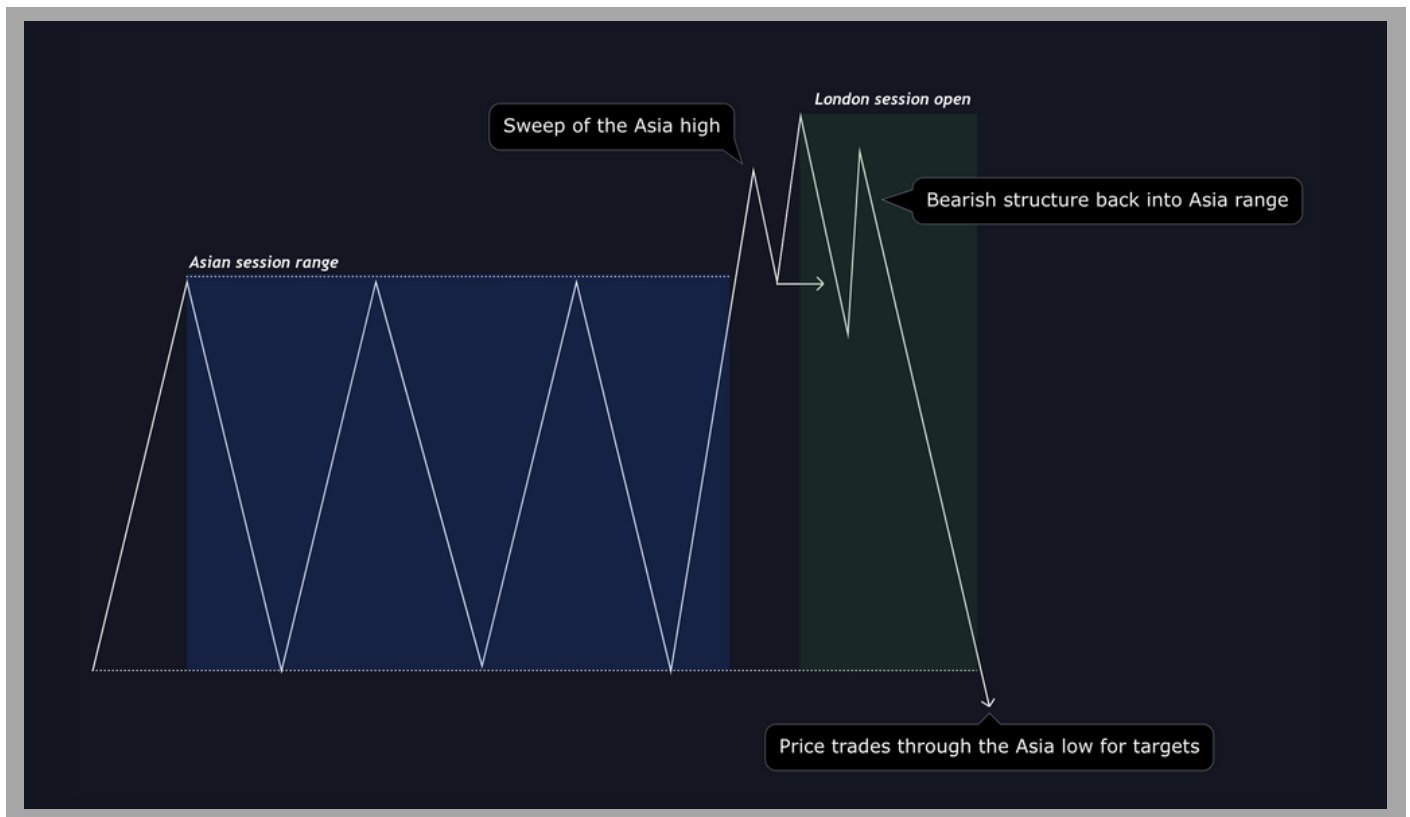 London session open
Sweep of the Asia high
Bearish structure back into Asia range
Asian session range
Price trades through the Asia low for targets